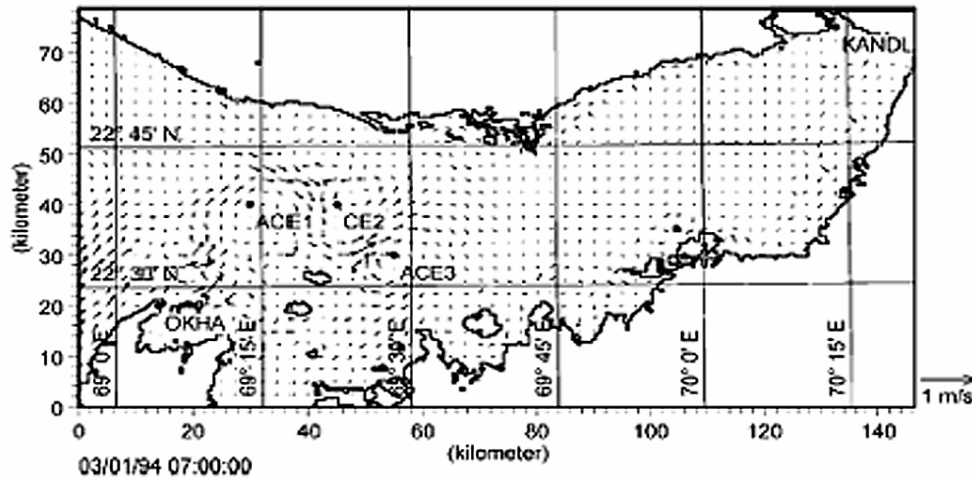 70
60
50
40
30
20
10
0
(kilometer)
KANDL
22° 45' N
ACE1
CE2
ACE3
22° 30' N
OKHA
69° 0' E
69° 15' E
69° 30' E
69° 45' E
70° 0' E
70° 15' E
1 m/s
0 20 40 60 80 100 120 140
(kilometer)
03/01/94 07:00:00